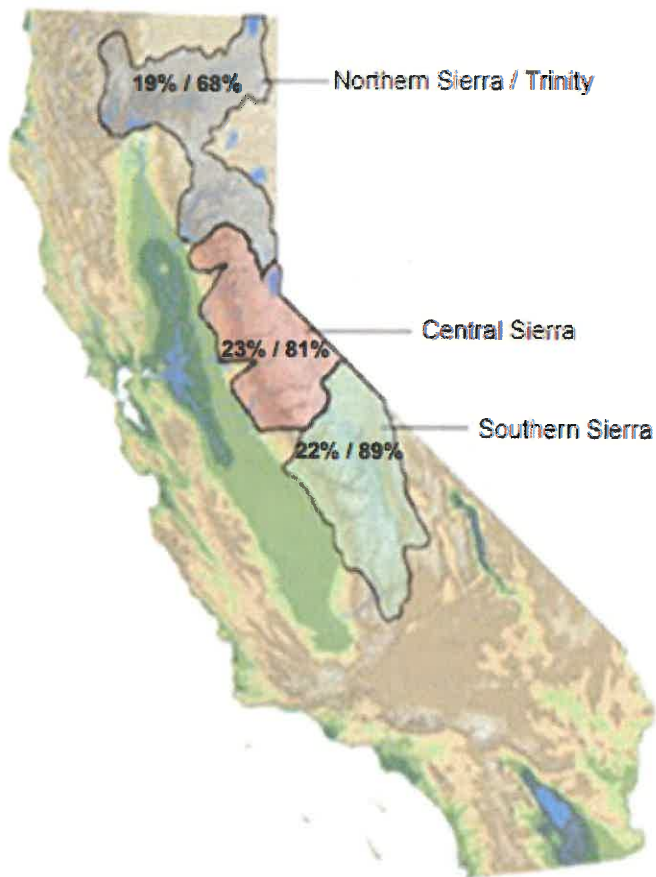 19% / 68%
Northern Sierra / Trinity
23% / 81%
Central Sierra
22% / 89%
Southern Sierra